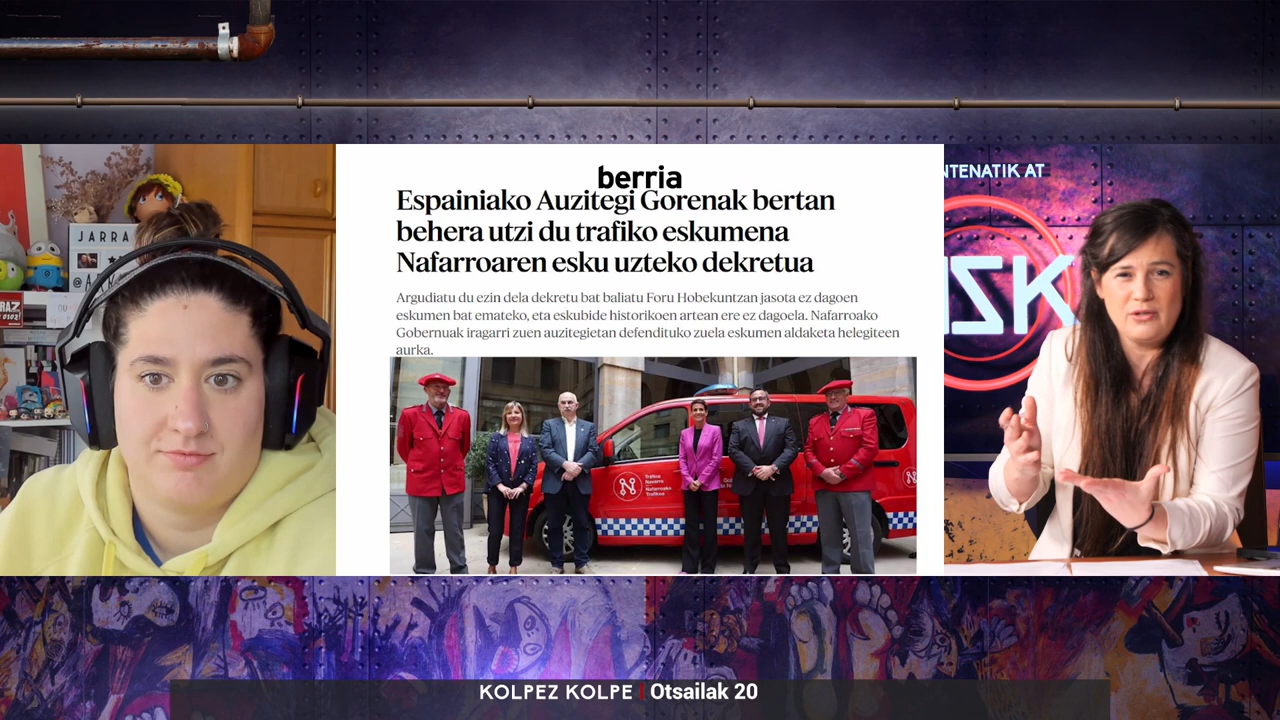 NTENATIK AT
JARRA
berria
Espainiako Auzitegi Gorenak bertan
behera utzi du trafiko eskumena
Nafarroaren esku uzteko dekretua
Argudiatu du ezin dela dekretu bat baliatu Foru Hobekuntzan jasota ez dagoen
eskumen bat emateko, eta eskubide historikoen artean ere ez dagoela. Nafarroako
Gobernuak iragarri zuen auzitegietan defendituko zuela eskumen aldaketa helegiteen
aurka.
Tráfico
Navarra
Nafarroako
Trafikoa
KOLPEZ KOLPE | Otsailak 20